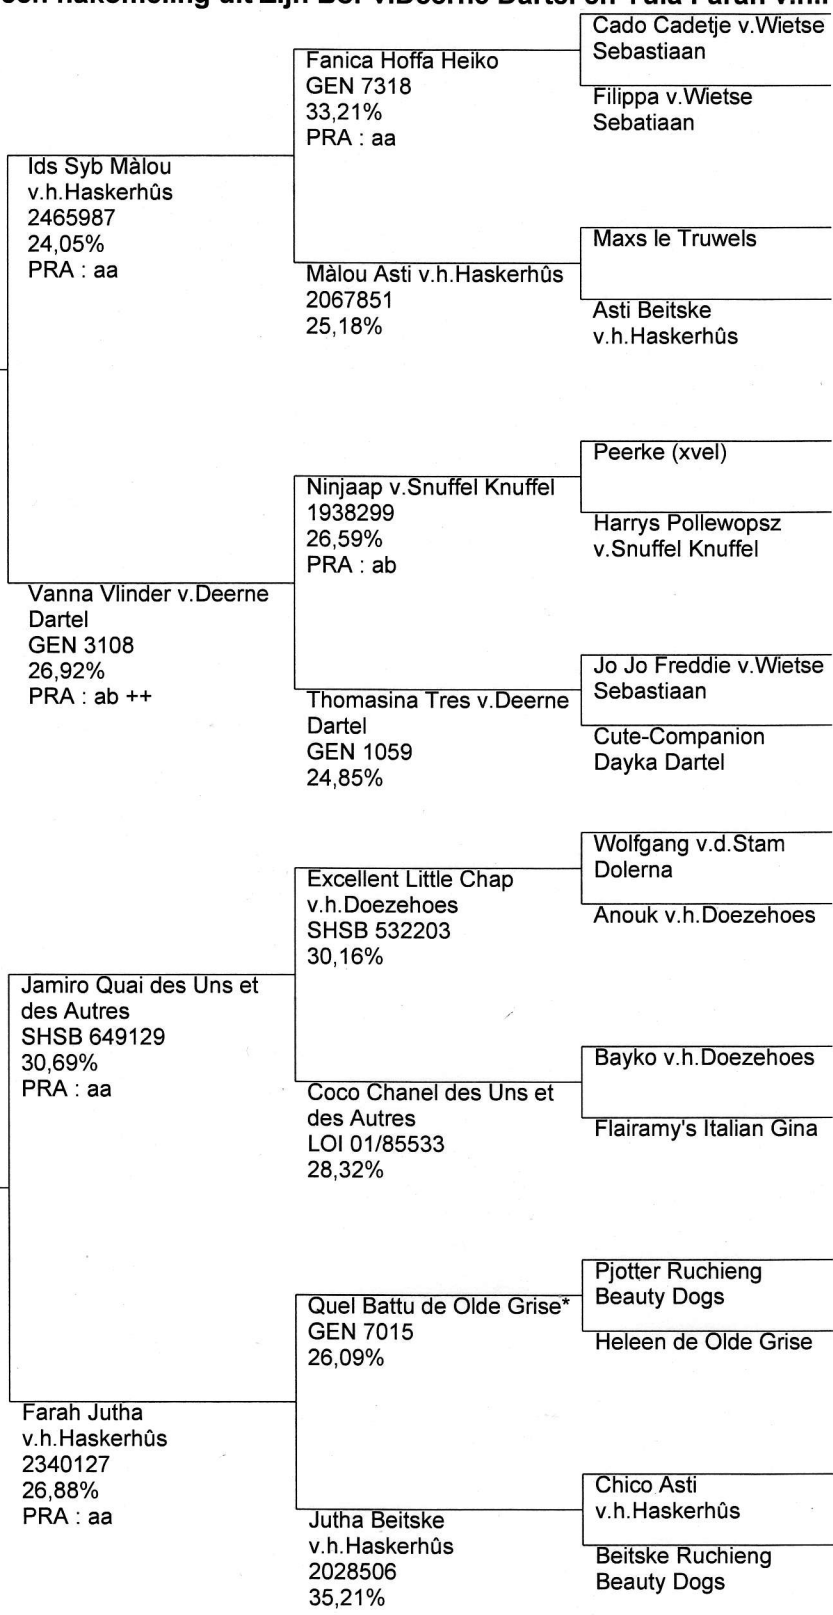 Cado Cadetje v.Wietse
Sebastiaan
Fanica Hoffa Heiko
GEN 7318
33,21%
PRA : aa
Filippa v.Wietse
Sebatiaan
Ids Syb Màlou
v.h.Haskerhûs
2465987
24,05%
PRA : aa
Maxs le Truwels
Màlou Asti v.h.Haskerhûs
2067851
25,18%
Asti Beitske
v.h.Haskerhûs
Peerke (xvel)
Ninjaap v.Snuffel Knuffel
1938299
26,59%
PRA : ab
Harrys Pollewopsz
v.Snuffel Knuffel
Vanna Vlinder v.Deerne
Dartel
GEN 3108
26,92%
PRA : ab ++
Jo Jo Freddie v.Wietse
Sebastiaan
Thomasina Tres v.Deerne
Dartel
GEN 1059
24,85%
Cute-Companion
Dayka Dartel
Wolfgang v.d.Stam
Dolerna
Excellent Little Chap
v.h.Doezehoes
SHSB 532203
30,16%
Anouk v.h.Doezehoes
Jamiro Quai des Uns et
des Autres
SHSB 649129
30,69%
PRA : aa
Bayko v.h.Doezehoes
Coco Chanel des Uns et
des Autres
LOI 01/85533
28,32%
Flairamy's Italian Gina
Pjotter Ruchieng
Beauty Dogs
Quel Battu de Olde Grise*
GEN 7015
26,09%
Heleen de Olde Grise
Farah Jutha
v.h.Haskerhûs
2340127
26,88%
PRA : aa
Chico Asti
v.h.Haskerhûs
Jutha Beitske
v.h.Haskerhûs
2028506
35,21%
Beitske Ruchieng
Beauty Dogs